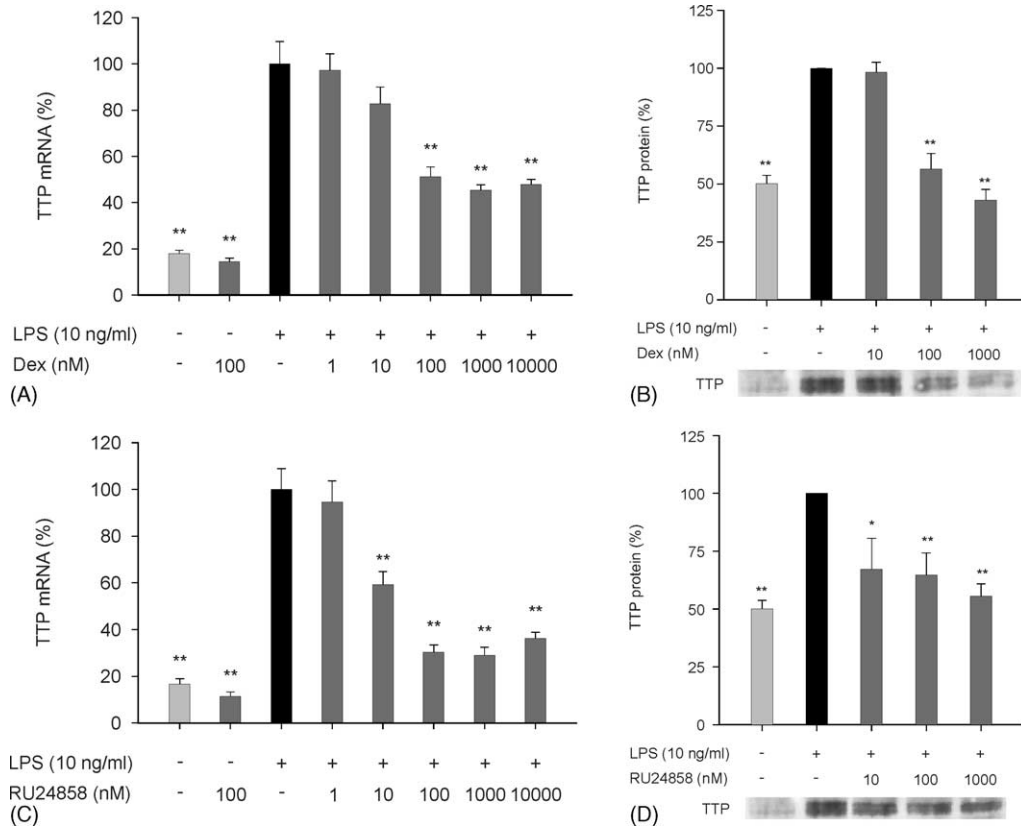 120
100
80
60
40
20
0
TTP mRNA (%)
** ** ** ** **
LPS (10 ng/ml) - - + + + + + +
Dex (nM) - 100 - 1 10 100 1000 10000
(A)
125
100
75
50
25
0
TTP protein (%)
** ** **
LPS (10 ng/ml) - + + + +
Dex (nM) - - 10 100 1000
TTP
(B)
120
100
80
60
40
20
0
TTP mRNA (%)
** ** ** ** ** **
LPS (10 ng/ml) - - + + + + + +
RU24858 (nM) - 100 - 1 10 100 1000 10000
(C)
125
100
75
50
25
0
TTP protein (%)
** * ** **
LPS (10 ng/ml) - + + + +
RU24858 (nM) - - 10 100 1000
TTP
(D)